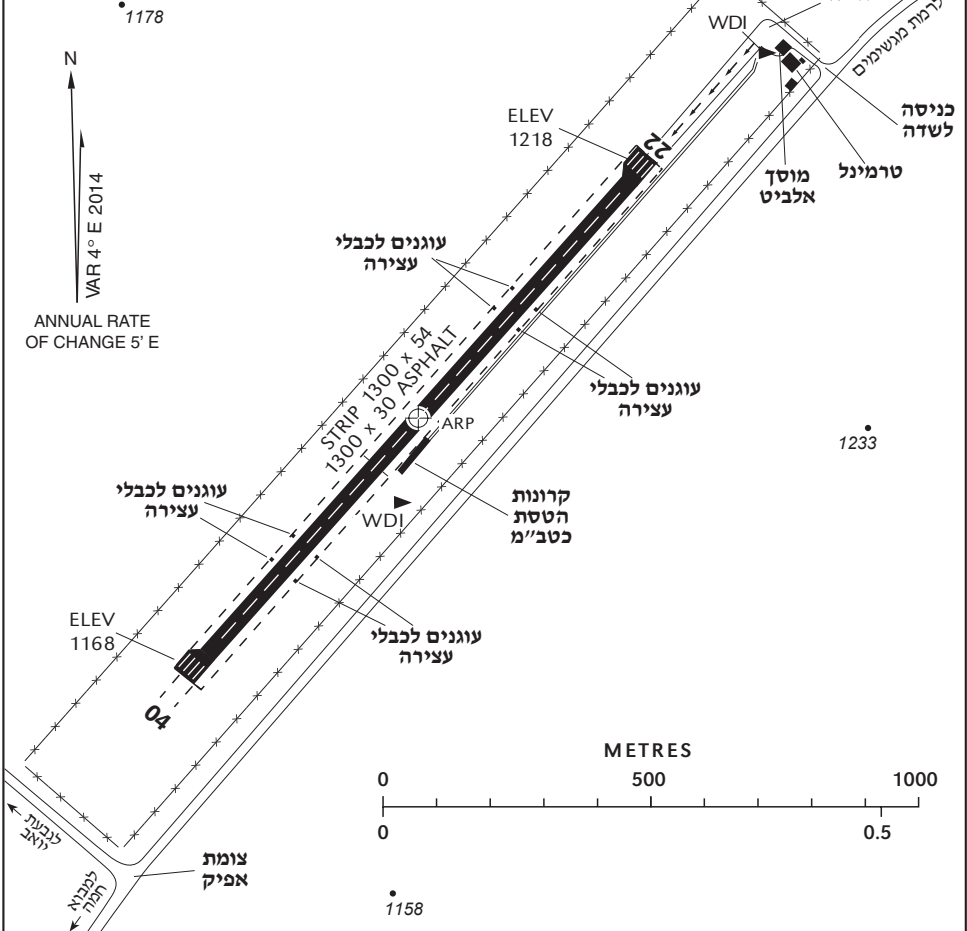 1178
WDI
רמת מגשימים
N
VAR 4° E 2014
ANNUAL RATE
OF CHANGE 5' E
ELEV
1218
22
כניסה
לשדה
טרמינל
מוסך
אלביט
עוגנים לכבלי
עצירה
STRIP 1300 x 54
1300 x 30 ASPHALT
עוגנים לכבלי
עצירה
ARP
1233
עוגנים לכבלי
עצירה
WDI
קרונות
הטסת
כטב"מ
ELEV
1168
עוגנים לכבלי
עצירה
04
METRES
0 500 1000
0 0.5
לגבעת
יואב
צומת
אפיק
למבוא
חמה
1158